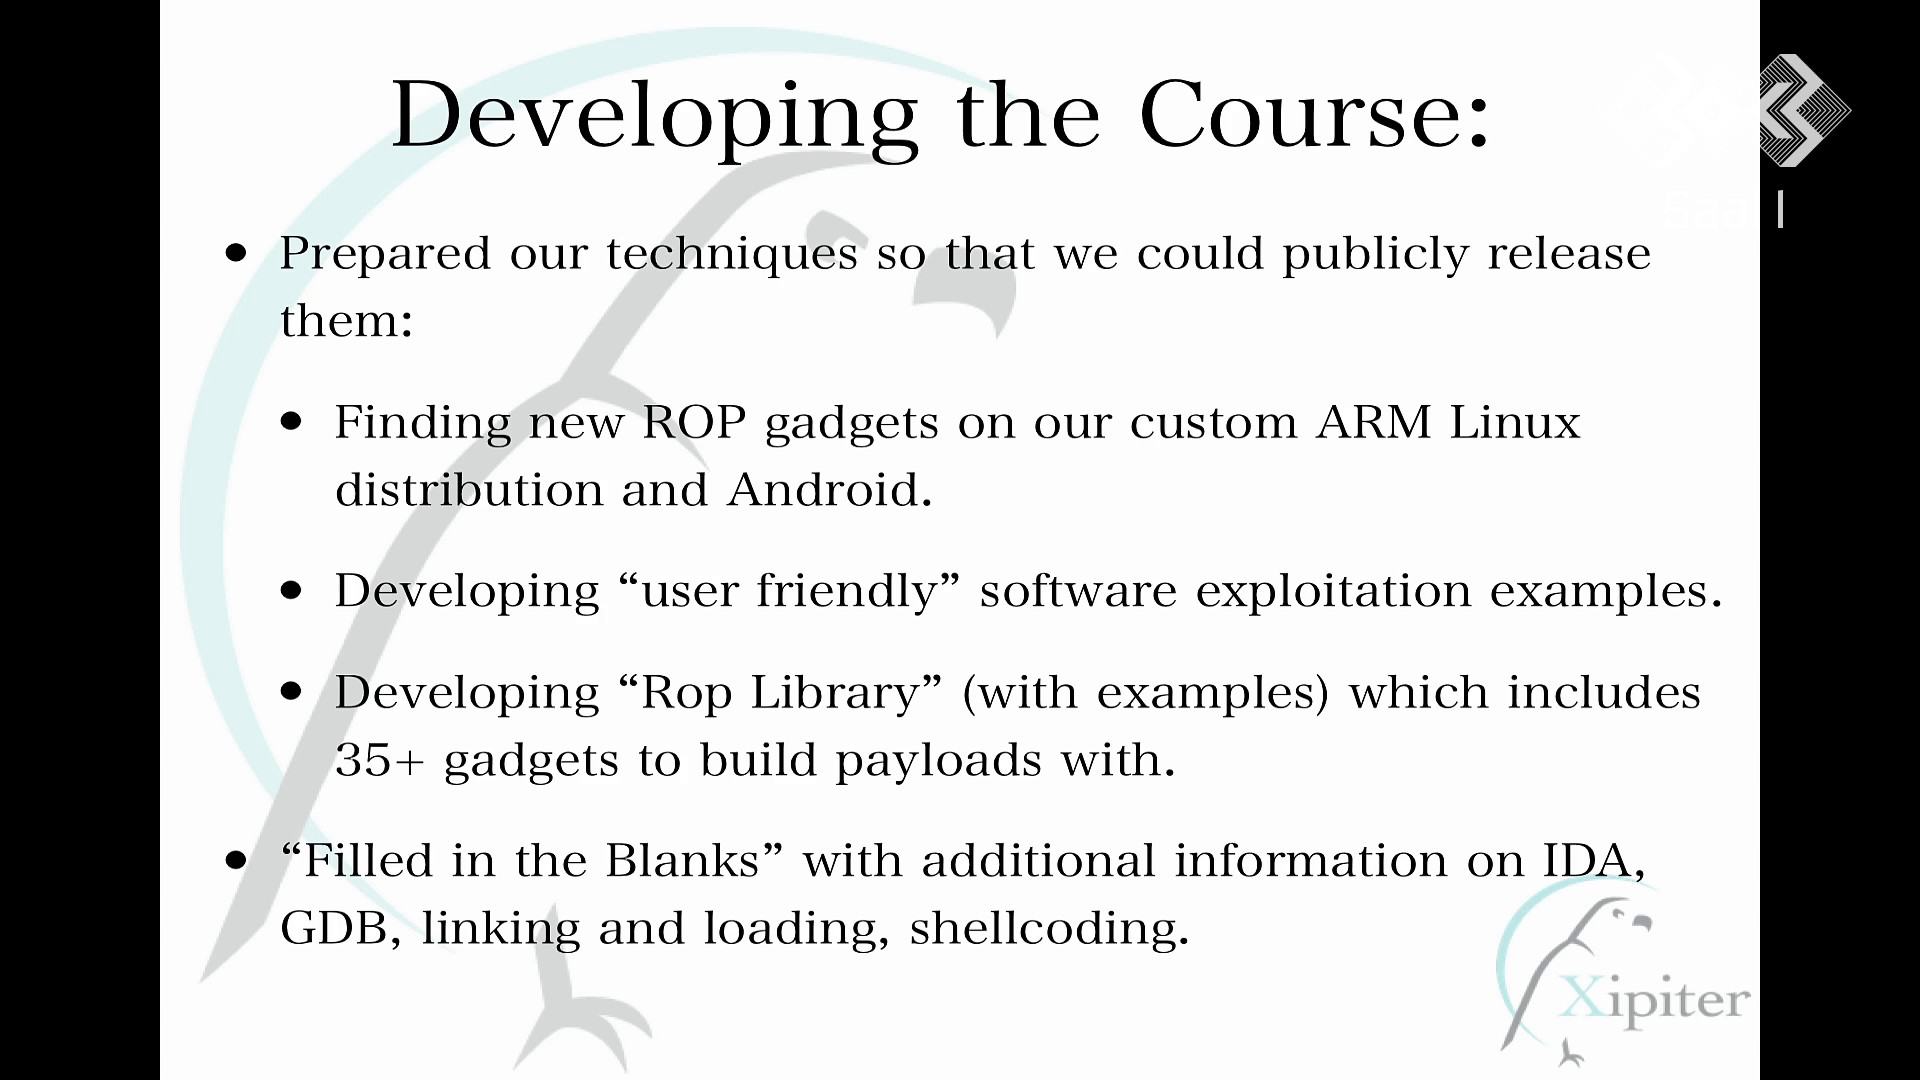 Developing the Course:
• Prepared our techniques so that we could publicly release
them:
• Finding new ROP gadgets on our custom ARM Linux
distribution and Android.
• Developing “user friendly” software exploitation examples.
• Developing “Rop Library” (with examples) which includes
35+ gadgets to build payloads with.
• “Filled in the Blanks” with additional information on IDA,
GDB, linking and loading, shellcoding.
Xipiter
Saal